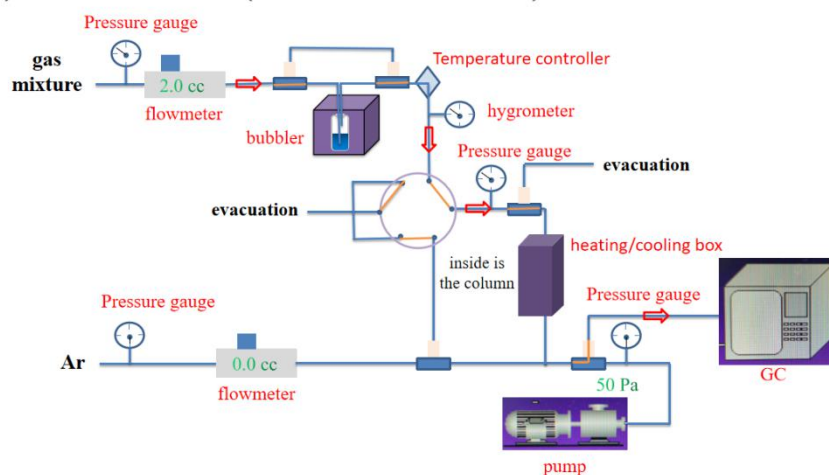 Pressure gauge
gas
mixture
2.0 cc
flowmeter
Temperature controller
bubbler
hygrometer
Pressure gauge
evacuation
evacuation
heating/cooling box
inside is
the column
Pressure gauge
Pressure gauge
Ar
0.0 cc
flowmeter
50 Pa
GC
pump